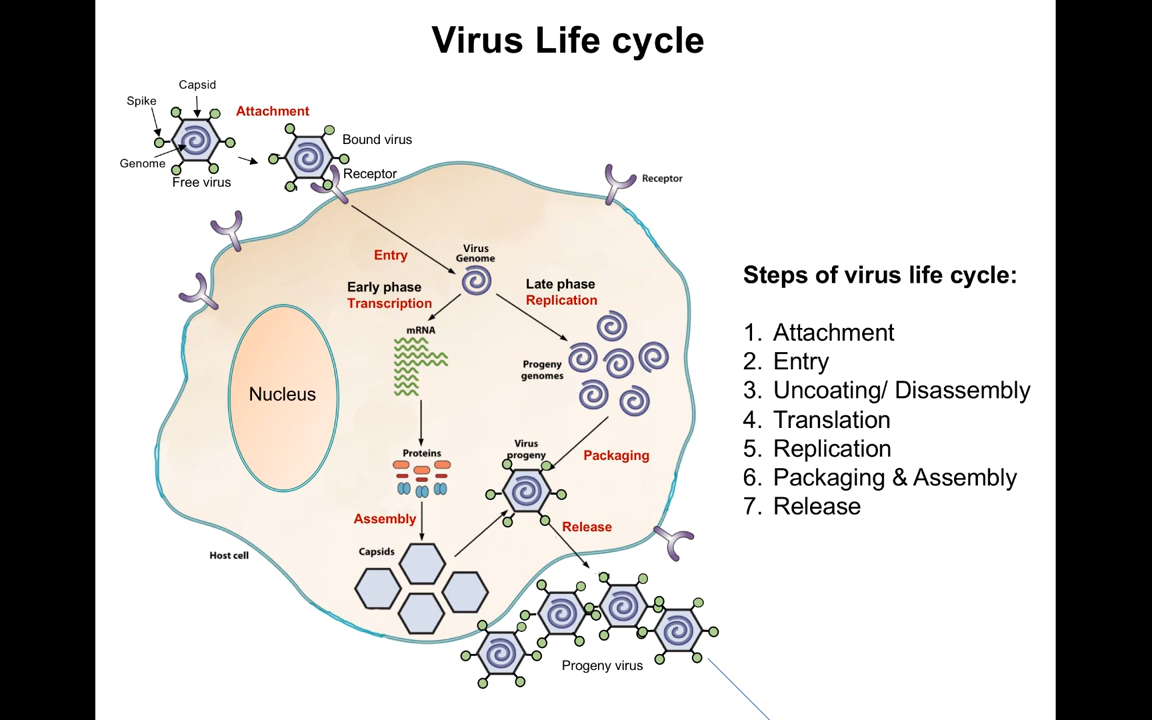 Virus Life cycle
Capsid
Spike
Attachment
Genome
Free virus
Bound virus
Receptor
Receptor
Entry
Virus
Genome
Early phase
Transcription
Late phase
Replication
mRNA
Progeny
genomes
Nucleus
Proteins
Virus
progeny
Packaging
Assembly
Release
Capsids
Host cell
Progeny virus
Steps of virus life cycle:
1. Attachment
2. Entry
3. Uncoating/ Disassembly
4. Translation
5. Replication
6. Packaging & Assembly
7. Release